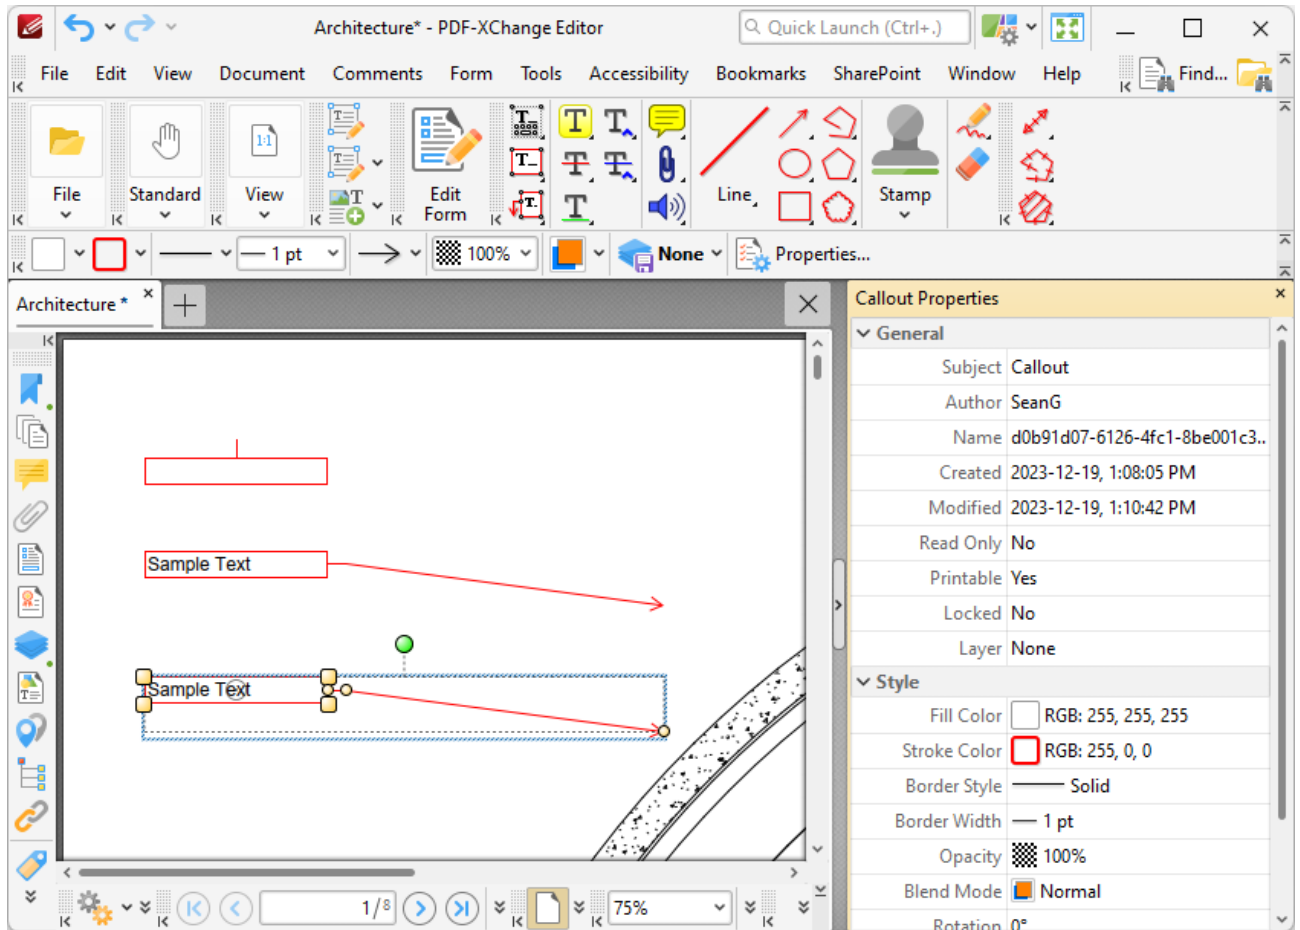 Architecture* - PDF-XChange Editor
Quick Launch (Ctrl+.)
File Edit View Document Comments Form Tools Accessibility Bookmarks SharePoint Window Help Find...
File
Standard
1:1
View
Edit Form
Line
Stamp
1 pt
100%
None
Properties...
Architecture *
Sample Text
Sample Text
1/8
75%
Callout Properties
General
Subject Callout
Author SeanG
Name d0b91d07-6126-4fc1-8be001c3..
Created 2023-12-19, 1:08:05 PM
Modified 2023-12-19, 1:10:42 PM
Read Only No
Printable Yes
Locked No
Layer None
Style
Fill Color RGB: 255, 255, 255
Stroke Color RGB: 255, 0, 0
Border Style Solid
Border Width 1 pt
Opacity 100%
Blend Mode Normal
Rotation 0°